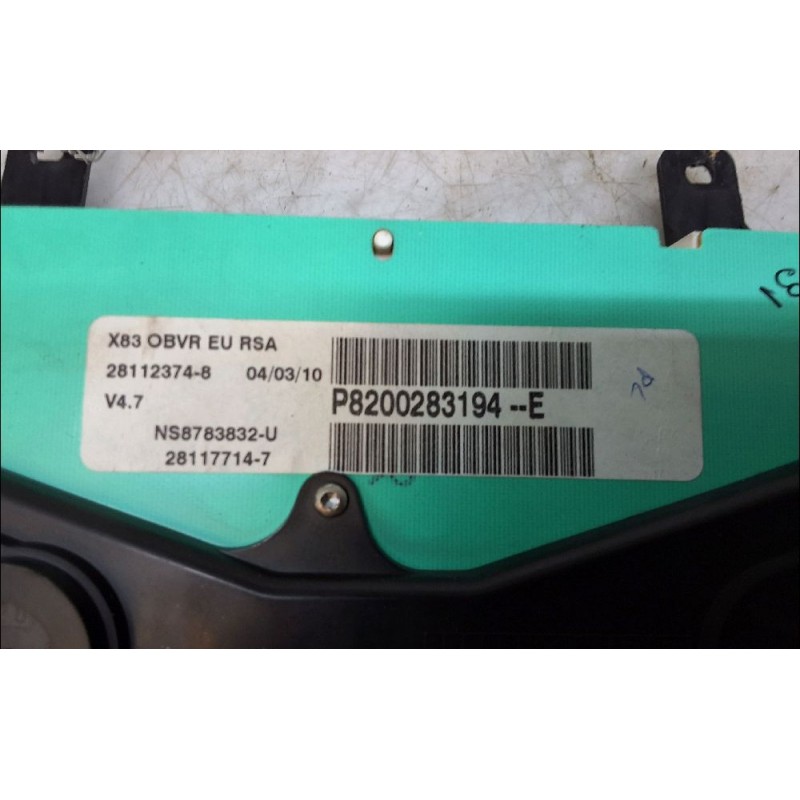 X83 OBVR EU RSA
28112374-8 04/03/10
V4.7
P8200283194--E
NS8783832-U
28117714-7